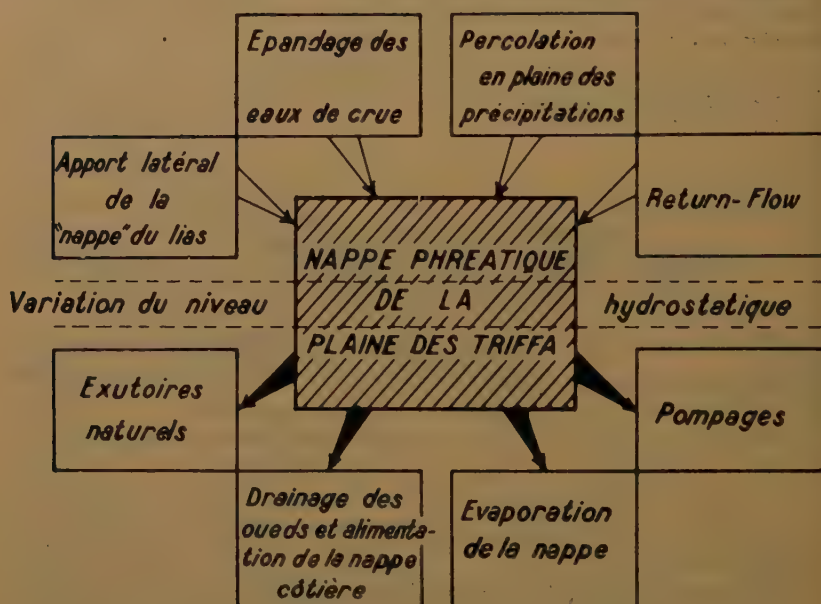 Epandage des
eaux de crue
Percolation
en plaine des
précipitations
Apport latéral
de la
"nappe" du lias
Return-Flow
NAPPE PHREATIQUE
DE LA
PLAINE DES TRIFFA
Variation du niveau
hydrostatique
Exutoires
naturels
Pompages
Drainage des
oueds et alimenta-
tion de la nappe
côtière
Evaporation
de la nappe